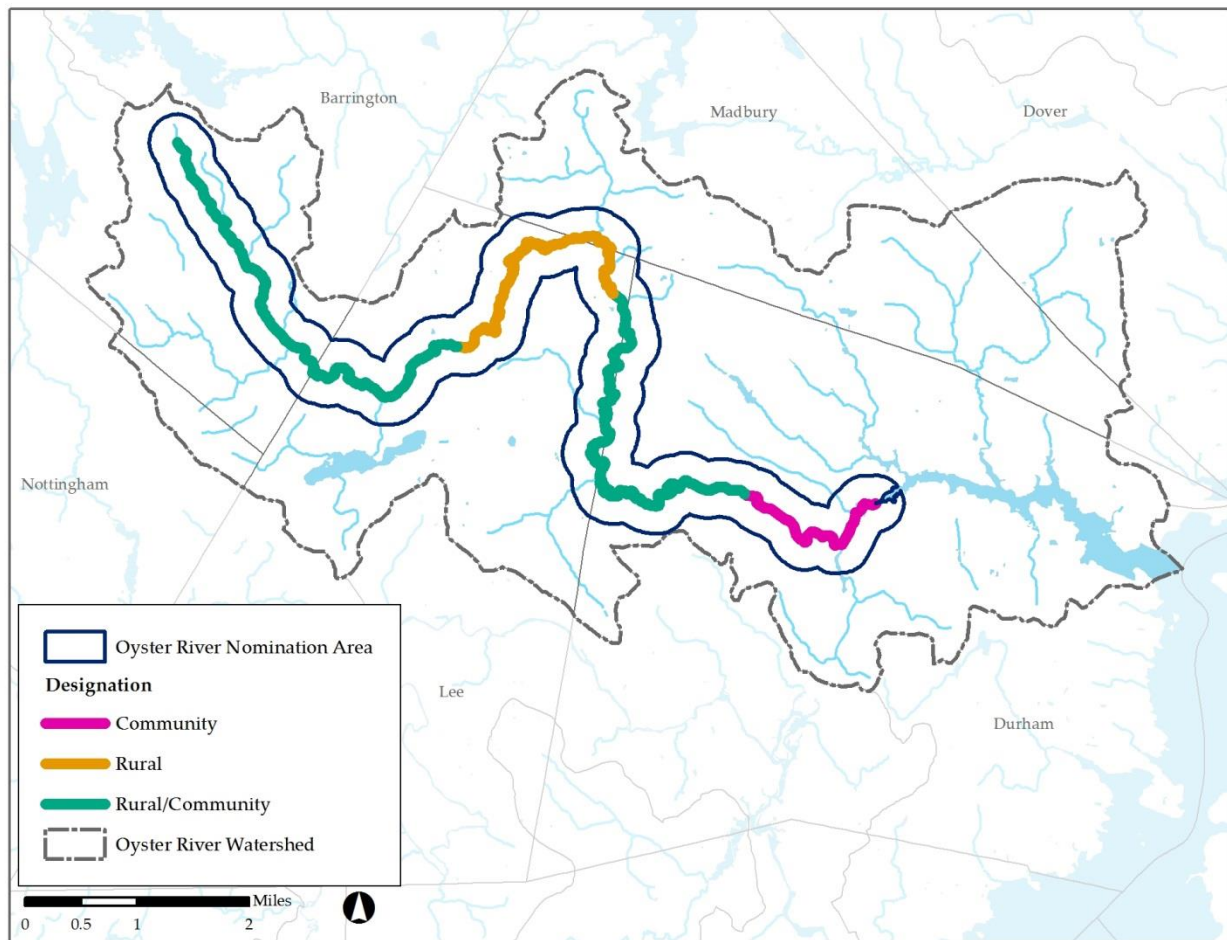 Barrington
Madbury
Dover
Nottingham
Lee
Durham
Oyster River Nomination Area
Designation
Community
Rural
Rural/Community
Oyster River Watershed
Miles
0 0.5 1 2